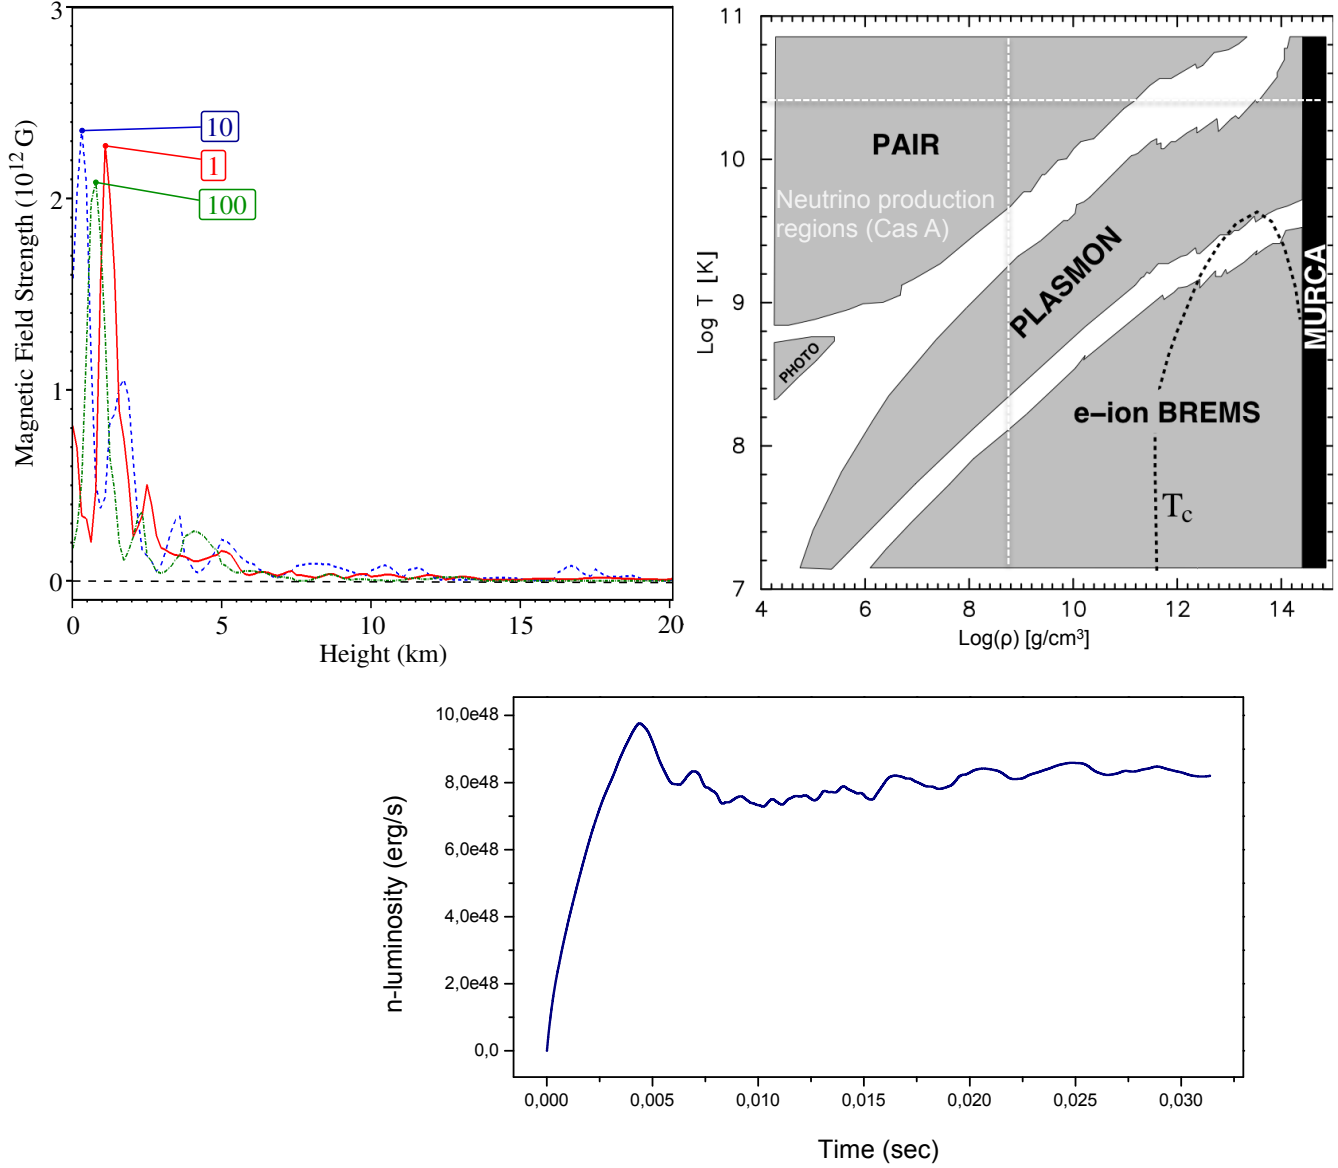 3
2
1
0
Magnetic Field Strength (10¹² G)
10
1
100
0
5
10
15
20
Height (km)
11
10
9
8
7
Log T [K]
PAIR
Neutrino production
regions (Cas A)
PHOTO
PLASMON
e–ion BREMS
Tc
MURCA
4
6
8
10
12
14
Log(ρ) [g/cm³]
10,0e48
8,0e48
6,0e48
4,0e48
2,0e48
0,0
n-luminosity (erg/s)
0,000
0,005
0,010
0,015
0,020
0,025
0,030
Time (sec)